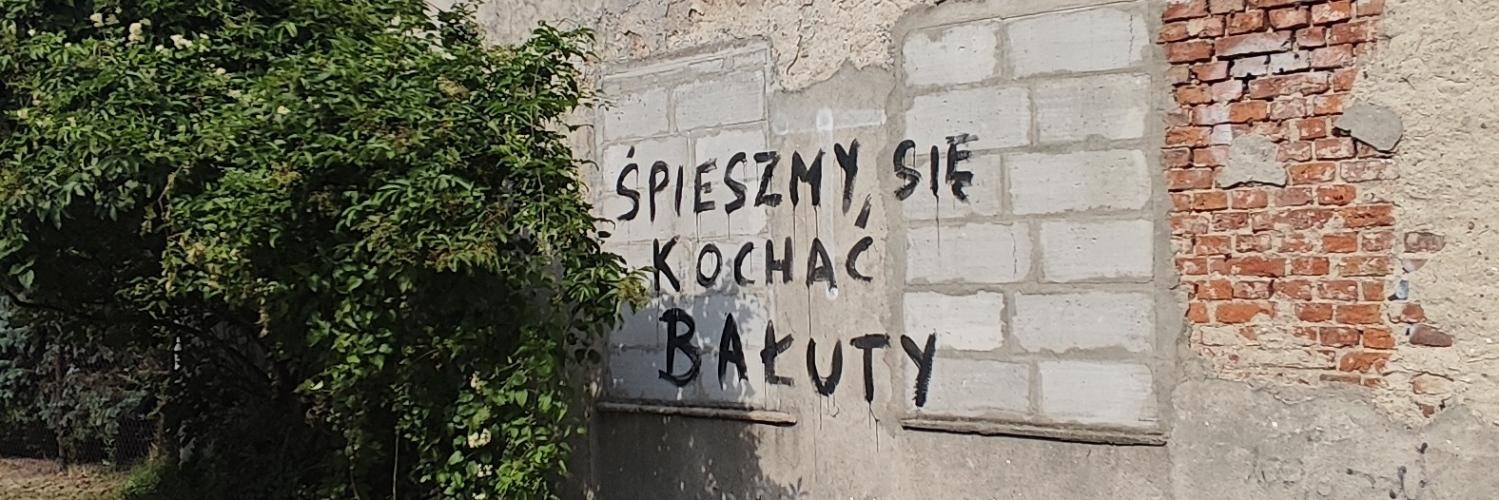 ŚPIESZMY SIĘ
KOCHAĆ
BAŁUTY